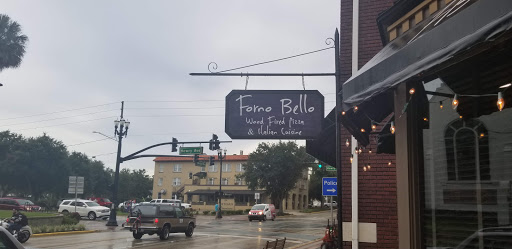 Forno Bello
Wood Fired Pizza
& Italian Cuisine
Police